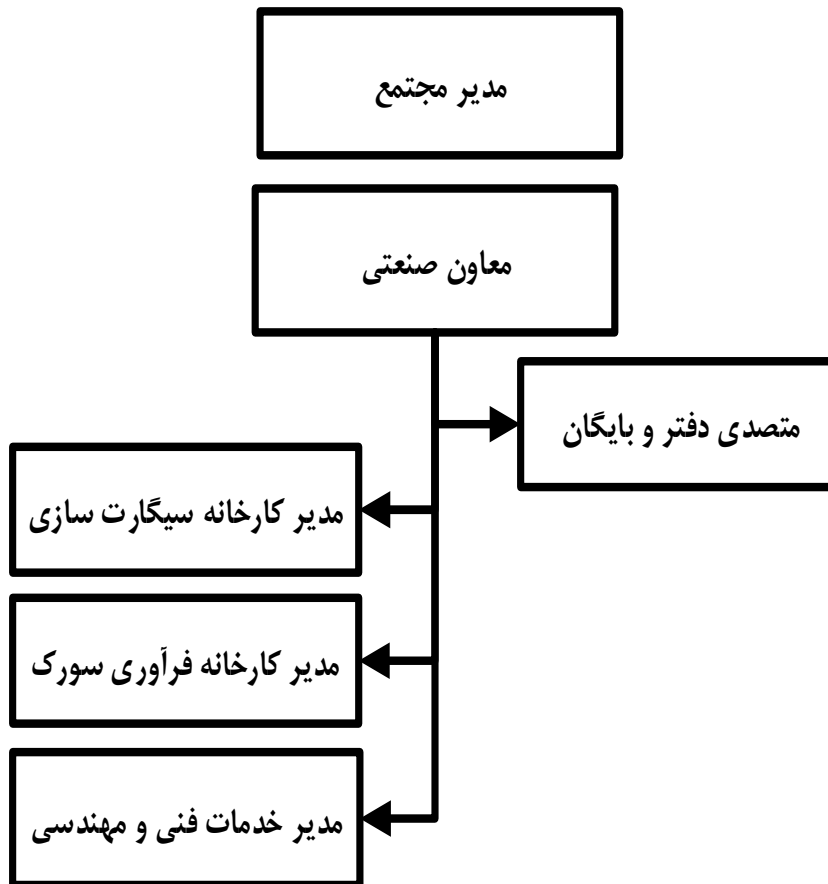 مدیر مجتمع
معاون صنعتی
متصدی دفتر و بایگان
مدیر کارخانه سیگارت سازی
مدیر کارخانه فرآوری سورک
مدیر خدمات فنی و مهندسی